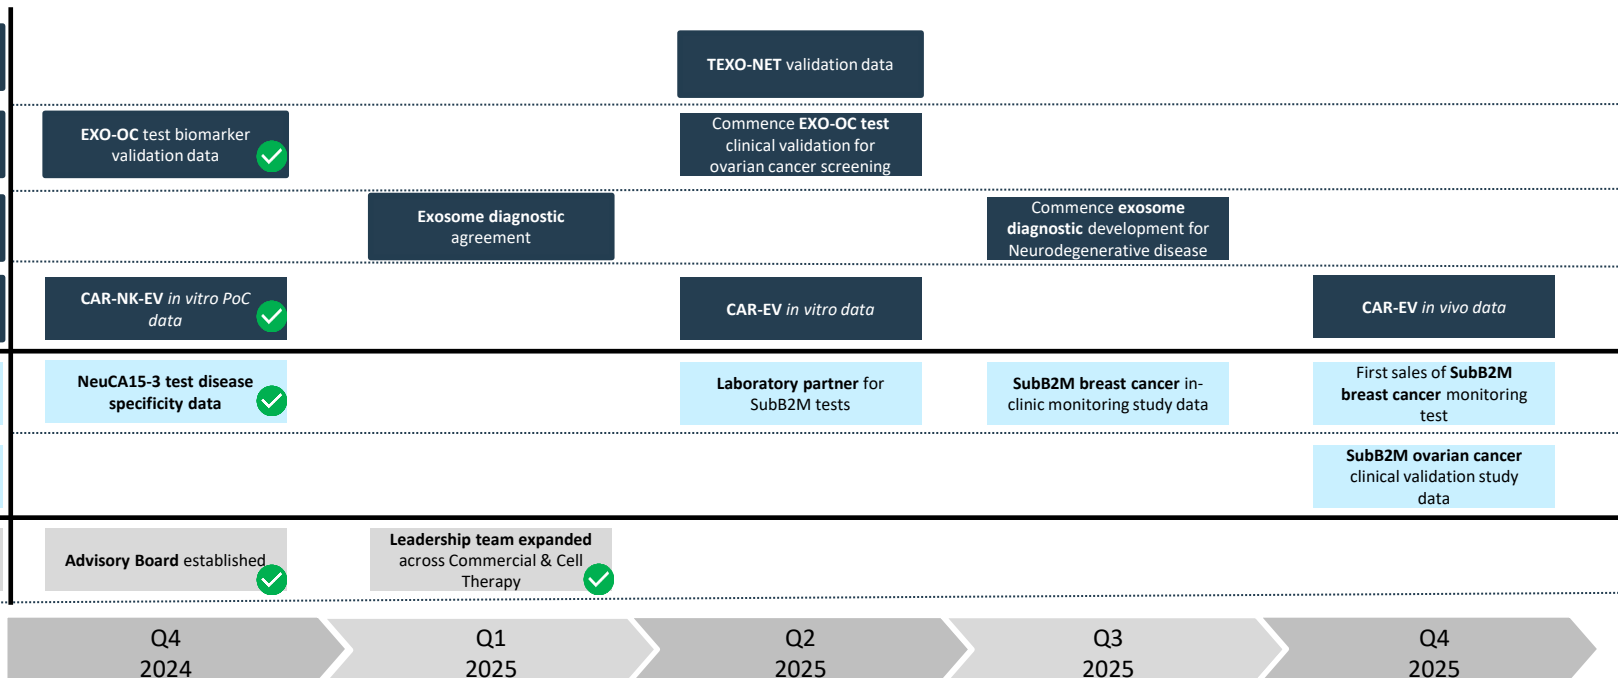 TEXO-NET validation data
EXO-OC test biomarker
validation data
Commence EXO-OC test
clinical validation for
ovarian cancer screening
Exosome diagnostic
agreement
Commence exosome
diagnostic development for
Neurodegenerative disease
CAR-NK-EV in vitro PoC
data
CAR-EV in vitro data
CAR-EV in vivo data
NeuCA15-3 test disease
specificity data
Laboratory partner for
SubB2M tests
SubB2M breast cancer in-
clinic monitoring study data
First sales of SubB2M
breast cancer monitoring
test
SubB2M ovarian cancer
clinical validation study
data
Advisory Board established
Leadership team expanded
across Commercial & Cell
Therapy
Q4
2024
Q1
2025
Q2
2025
Q3
2025
Q4
2025